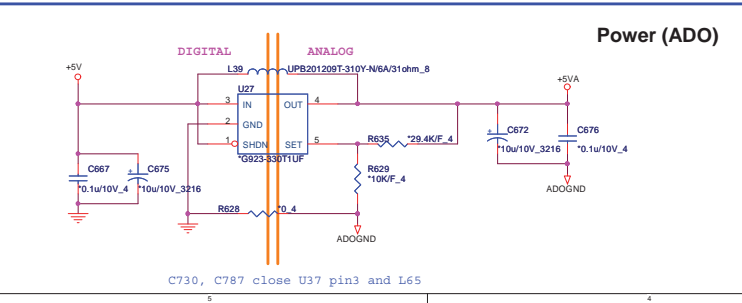 Power (ADO)
DIGITAL ANALOG
+5V
L39 UPB201209T-310Y-N/6A/31ohm_8
+5VA
U27
3 IN OUT 4
2 GND
1 SHDN SET 5
*G923-330T1UF
R635 *29.4K/F_4
C672
*10u/10V_3216
C676
*0.1u/10V_4
C667
*0.1u/10V_4
C675
*10u/10V_3216
R629
*10K/F_4
ADOGND
R628 *0_4
ADOGND
C730, C787 close U37 pin3 and L65
5 4